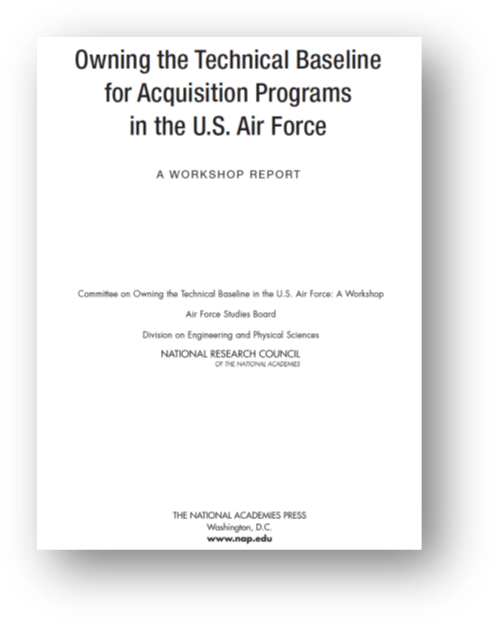 Owning the Technical Baseline
for Acquisition Programs
in the U.S. Air Force
A WORKSHOP REPORT
Committee on Owning the Technical Baseline in the U.S. Air Force: A Workshop
Air Force Studies Board
Division on Engineering and Physical Sciences
NATIONAL RESEARCH COUNCIL
OF THE NATIONAL ACADEMIES
THE NATIONAL ACADEMIES PRESS
Washington, D.C.
www.nap.edu